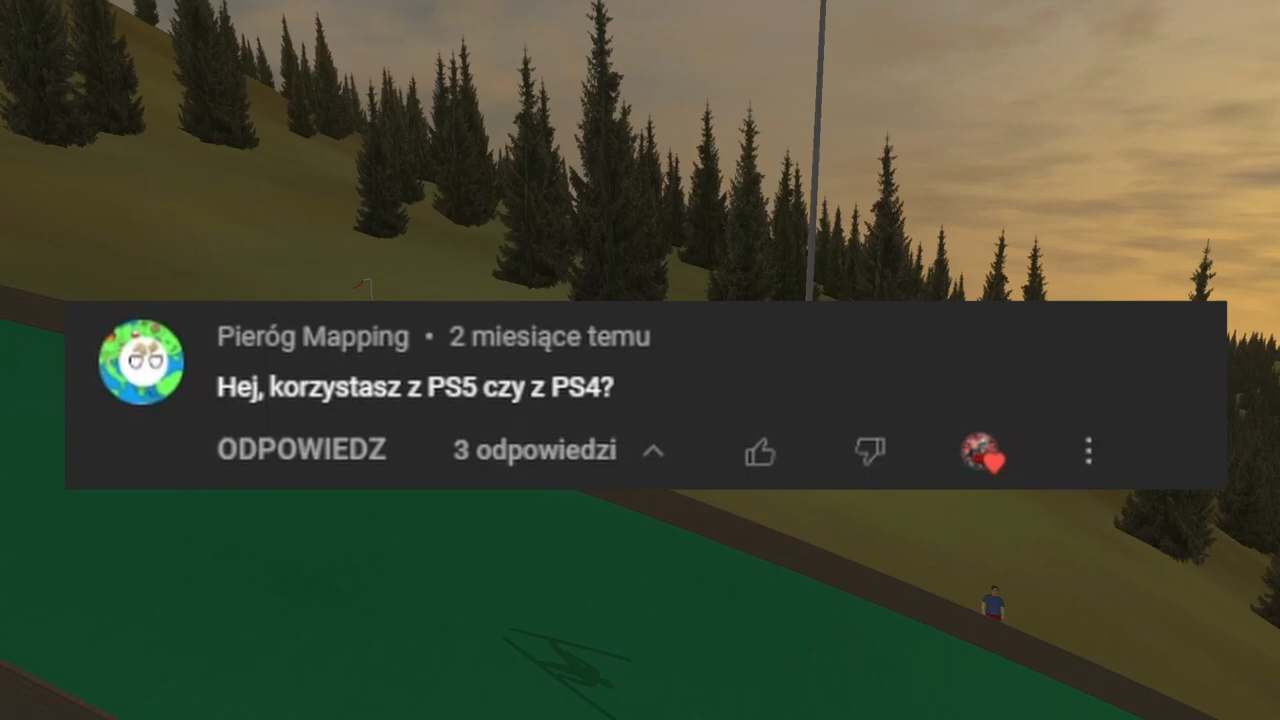 Pieróg Mapping • 2 miesiące temu
Hej, korzystasz z PS5 czy z PS4?
ODPOWIEDZ 3 odpowiedzi